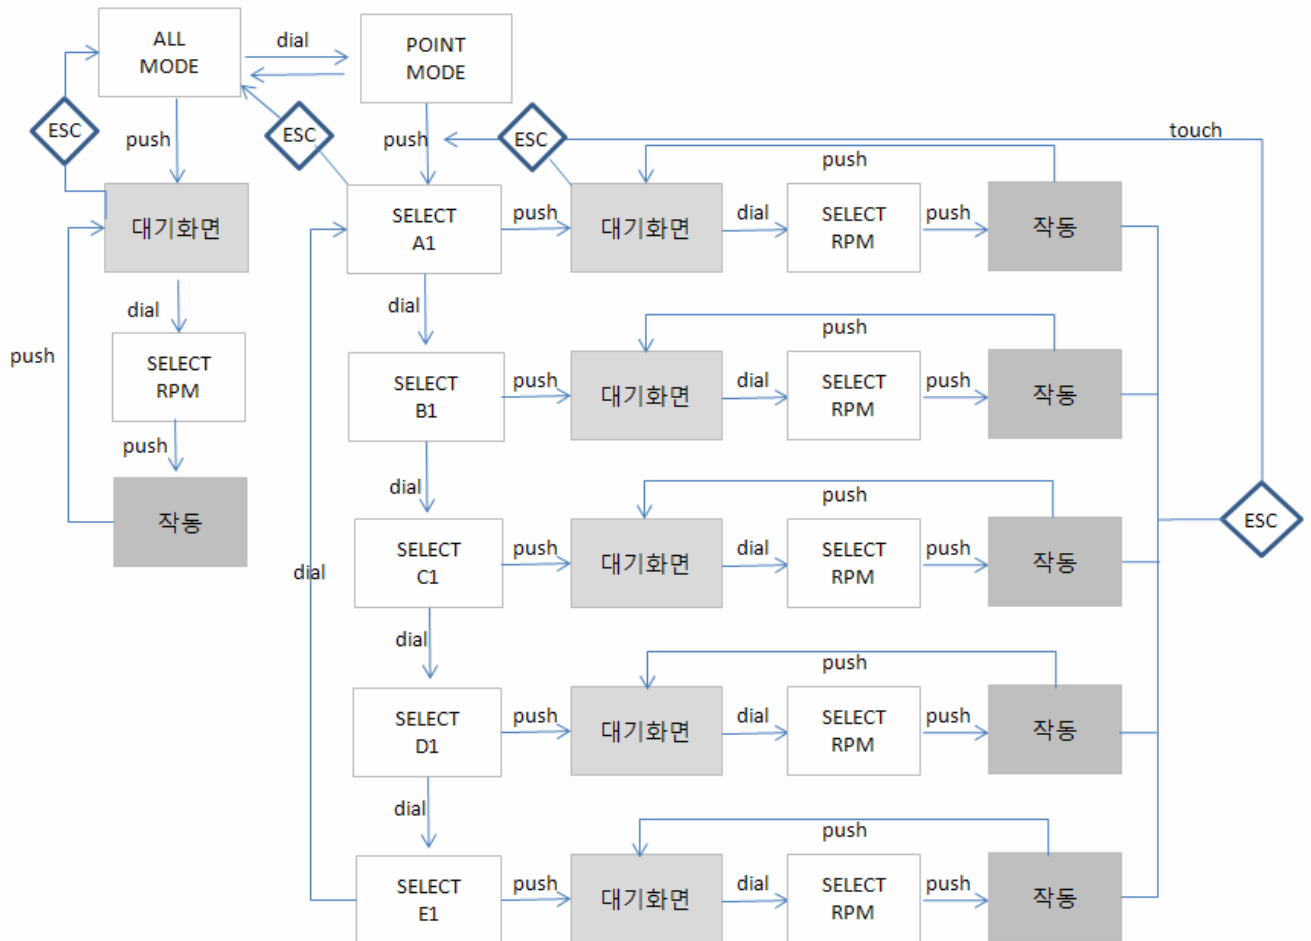 ALL
MODE
dial
POINT
MODE
ESC
push
ESC
push
ESC
touch
push
대기화면
SELECT
A1
push
대기화면
dial
SELECT
RPM
push
작동
dial
dial
push
SELECT
RPM
push
SELECT
B1
push
대기화면
dial
SELECT
RPM
push
작동
push
push
작동
dial
push
SELECT
C1
push
대기화면
dial
SELECT
RPM
push
작동
ESC
dial
dial
push
SELECT
D1
push
대기화면
dial
SELECT
RPM
push
작동
dial
push
SELECT
E1
push
대기화면
dial
SELECT
RPM
push
작동